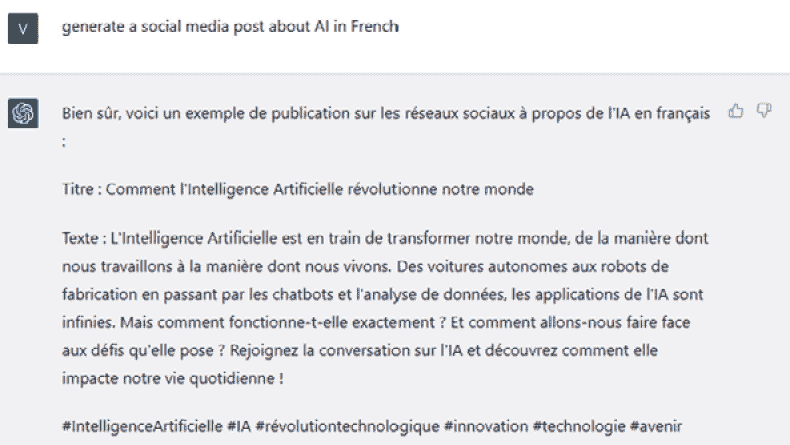 V
generate a social media post about AI in French
Bien sûr, voici un exemple de publication sur les réseaux sociaux à propos de l'IA en français
:
Titre : Comment l'Intelligence Artificielle révolutionne notre monde
Texte : L'Intelligence Artificielle est en train de transformer notre monde, de la manière dont
nous travaillons à la manière dont nous vivons. Des voitures autonomes aux robots de
fabrication en passant par les chatbots et l'analyse de données, les applications de l'IA sont
infinies. Mais comment fonctionne-t-elle exactement ? Et comment allons-nous faire face
aux défis qu'elle pose ? Rejoignez la conversation sur l'IA et découvrez comment elle
impacte notre vie quotidienne !
#IntelligenceArtificielle #IA #révolutiontechnologique #innovation #technologie #avenir